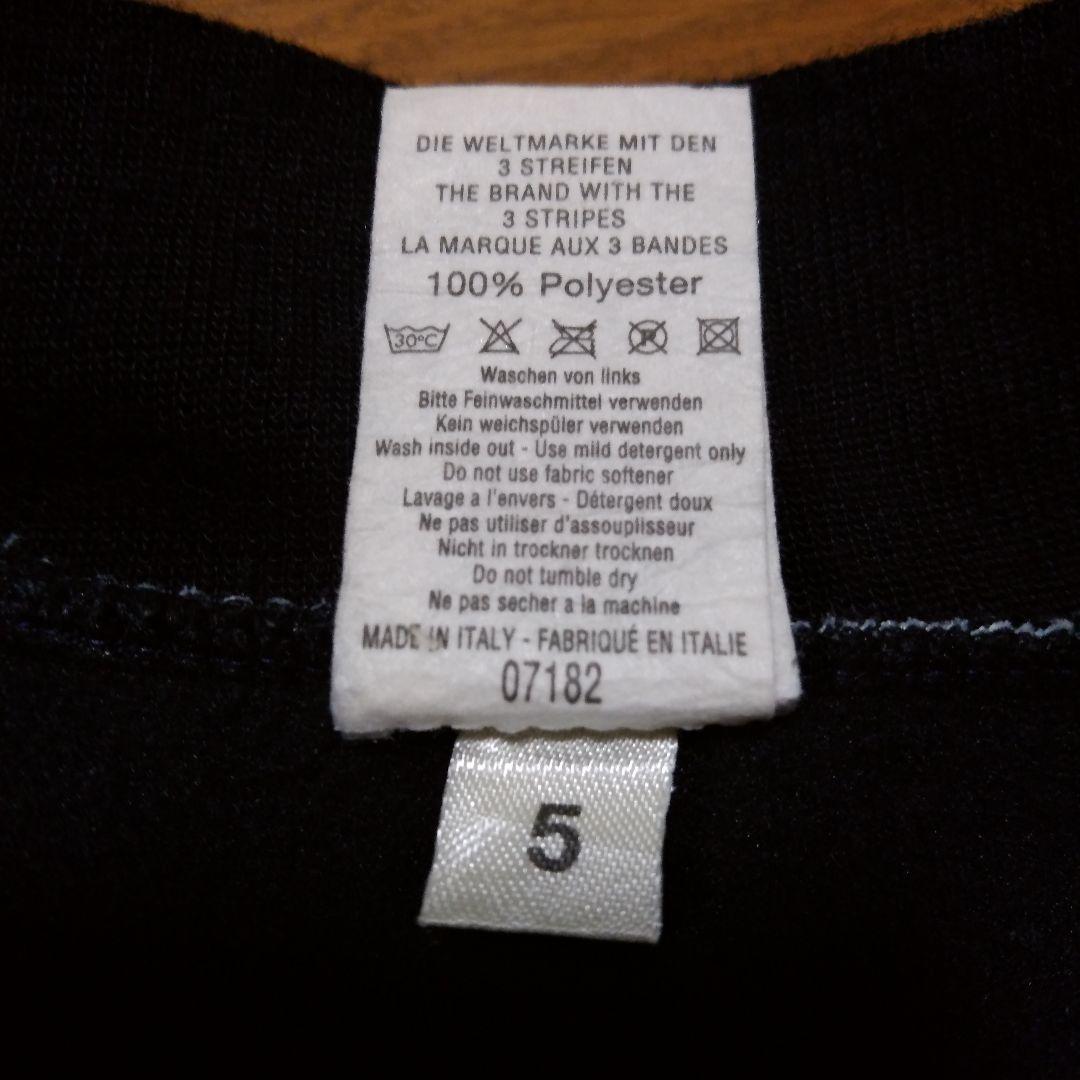 DIE WELTMARKE MIT DEN
3 STREIFEN
THE BRAND WITH THE
3 STRIPES
LA MARQUE AUX 3 BANDES
100% Polyester
30°C
Waschen von links
Bitte Feinwaschmittel verwenden
Kein weichspüler verwenden
Wash inside out - Use mild detergent only
Do not use fabric softener
Lavage a l'envers - Détergent doux
Ne pas utiliser d'assouplisseur
Nicht in trockner trocknen
Do not tumble dry
Ne pas secher a la machine
MADE IN ITALY - FABRIQUÉ EN ITALIE
07182
5